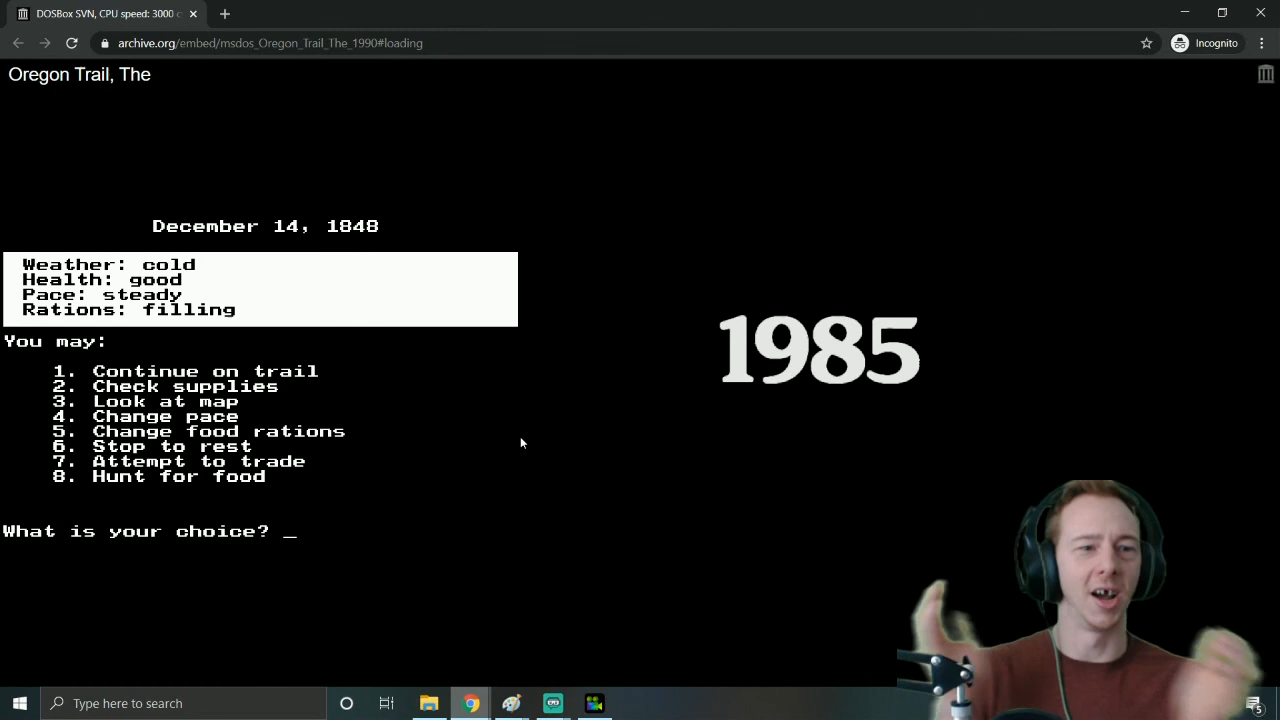 DOSBox SVN, CPU speed: 3000 c
archive.org/embed/msdos_Oregon_Trail_The_1990#loading
Incognito
Oregon Trail, The
December 14, 1848
Weather: cold
Health: good
Pace: steady
Rations: filling
You may:
1. Continue on trail
2. Check supplies
3. Look at map
4. Change pace
5. Change food rations
6. Stop to rest
7. Attempt to trade
8. Hunt for food
What is your choice? _
1985
Type here to search
5